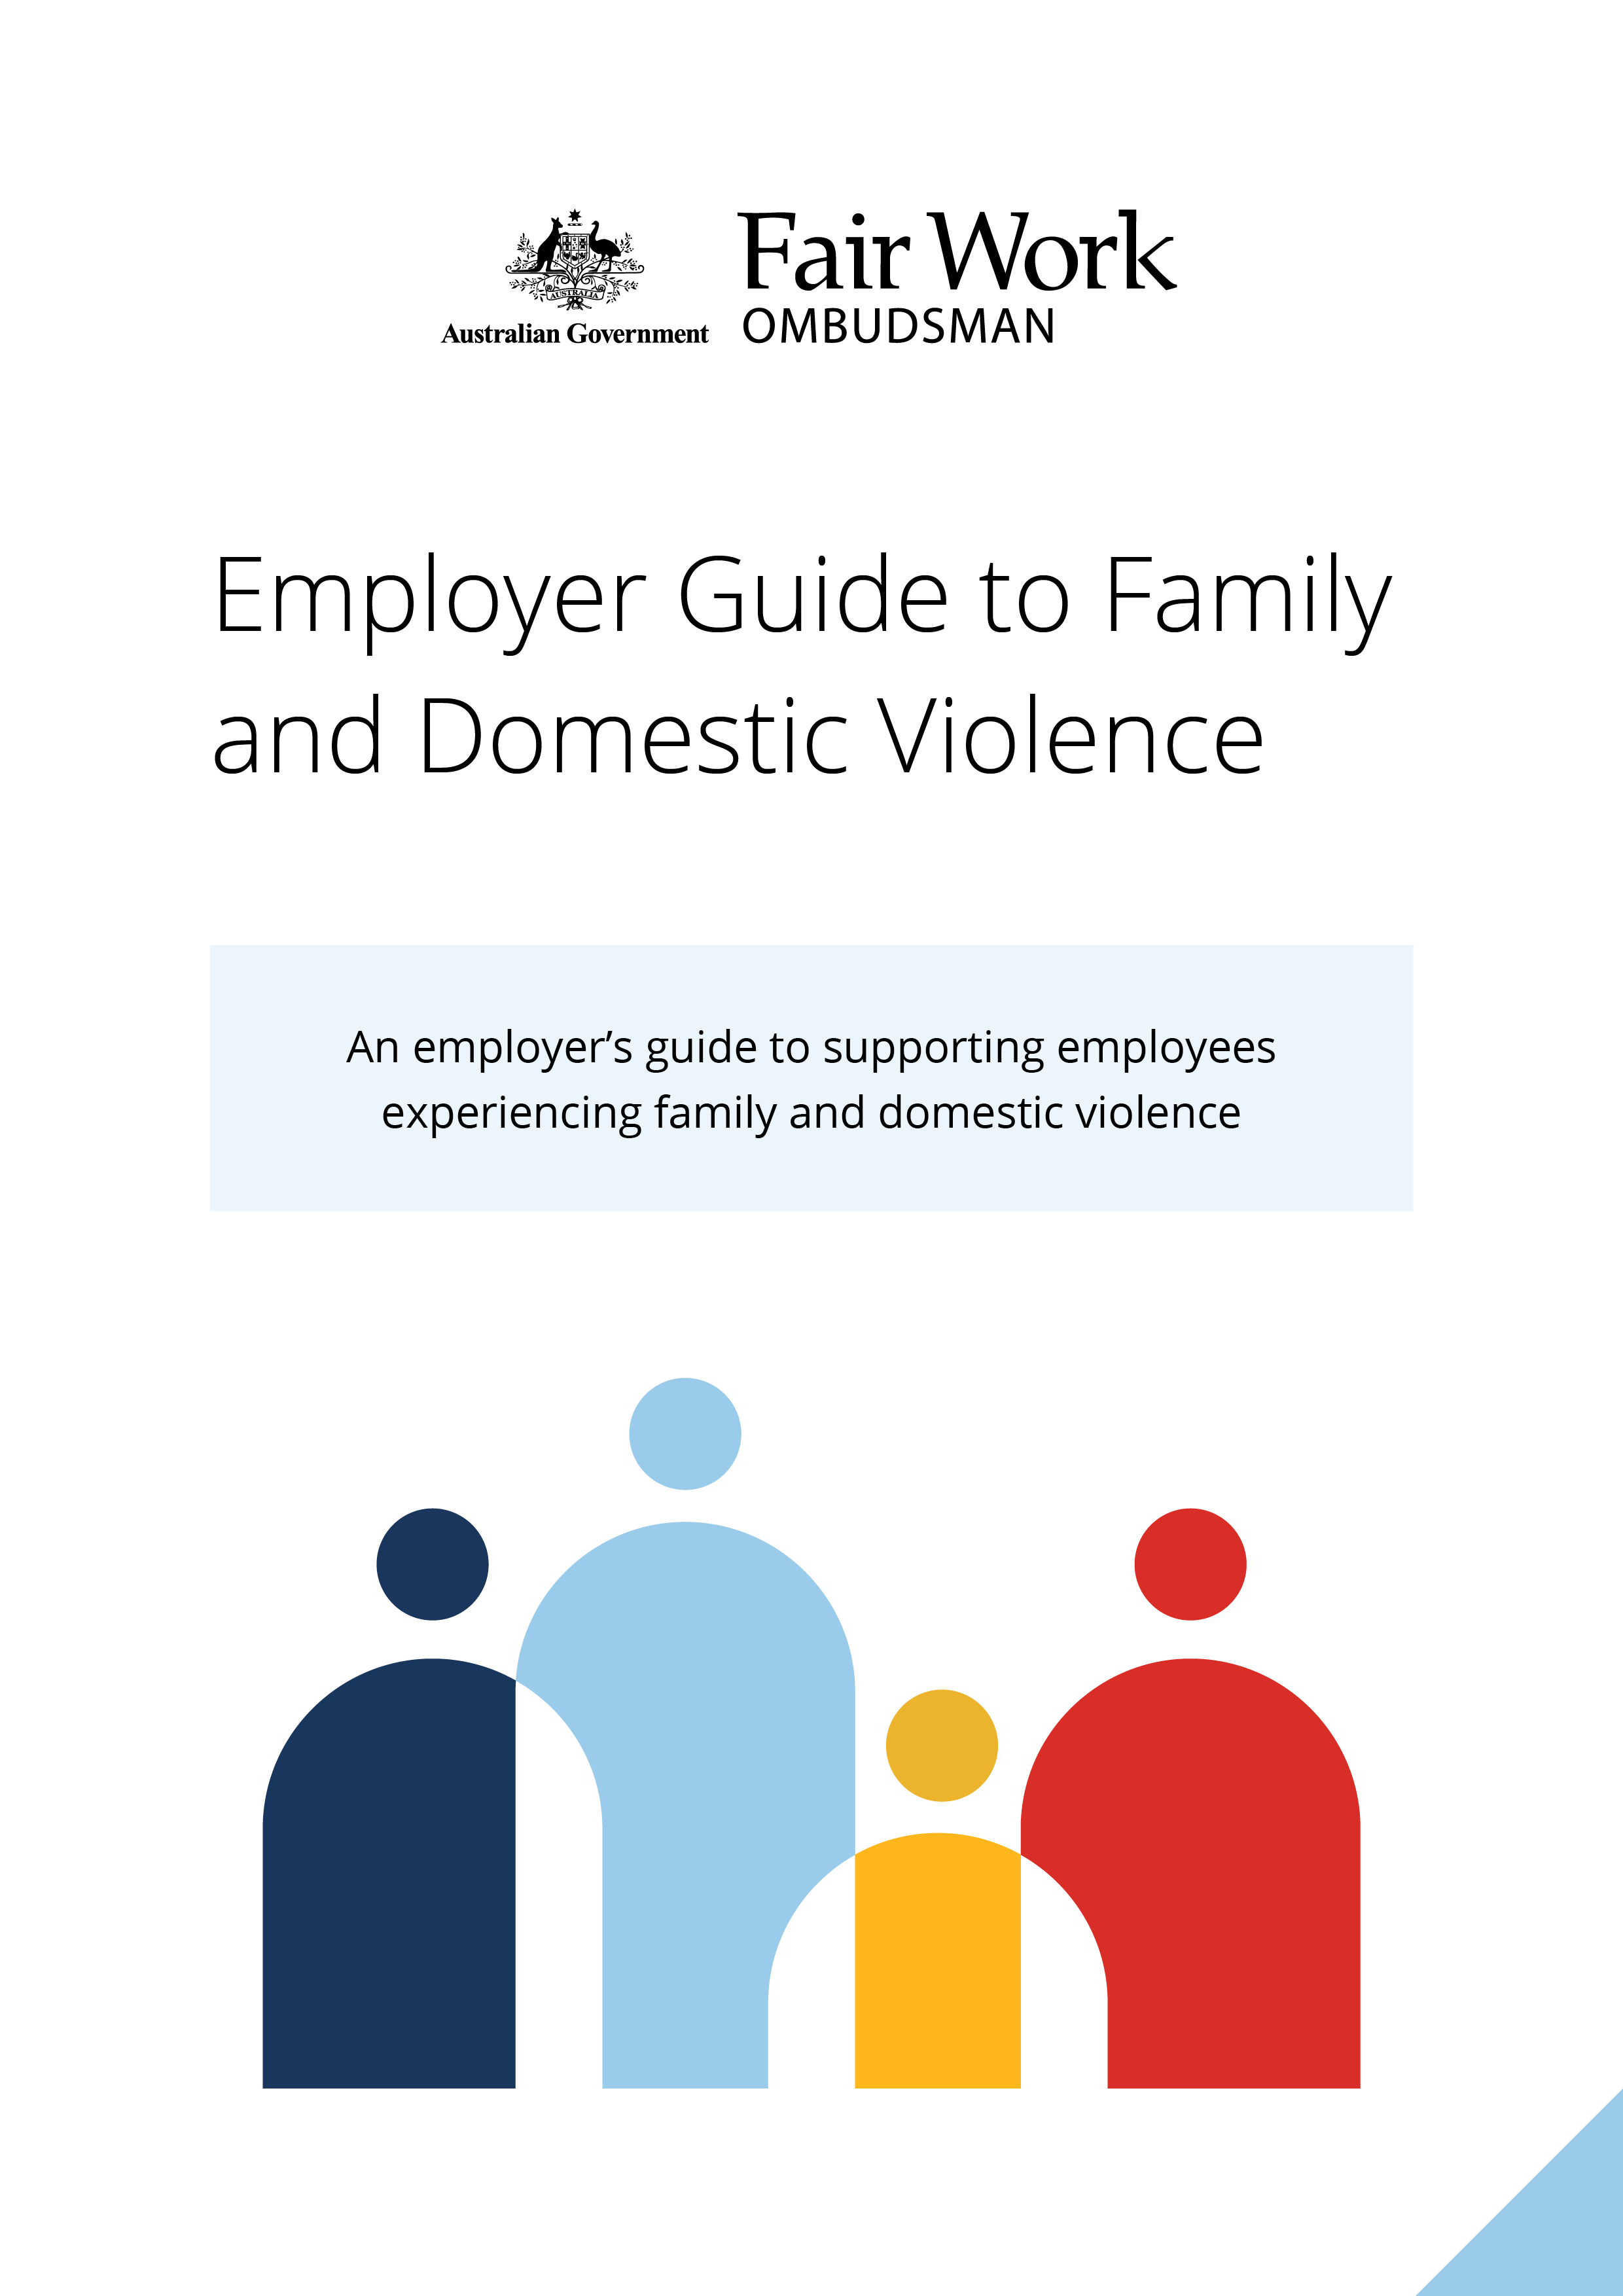 AUSTRALIA
Australian Government
Fair Work
OMBUDSMAN
Employer Guide to Family
and Domestic Violence
An employer’s guide to supporting employees
experiencing family and domestic violence